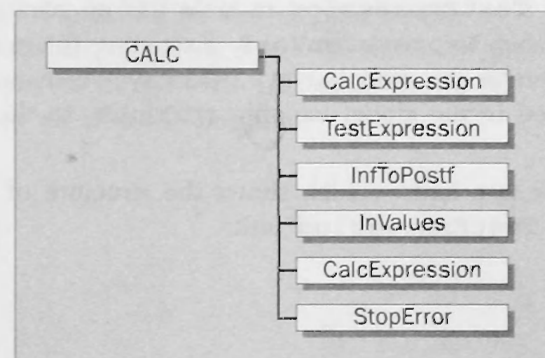 CALC
CalcExpression
TestExpression
InfToPostf
InValues
CalcExpression
StopError